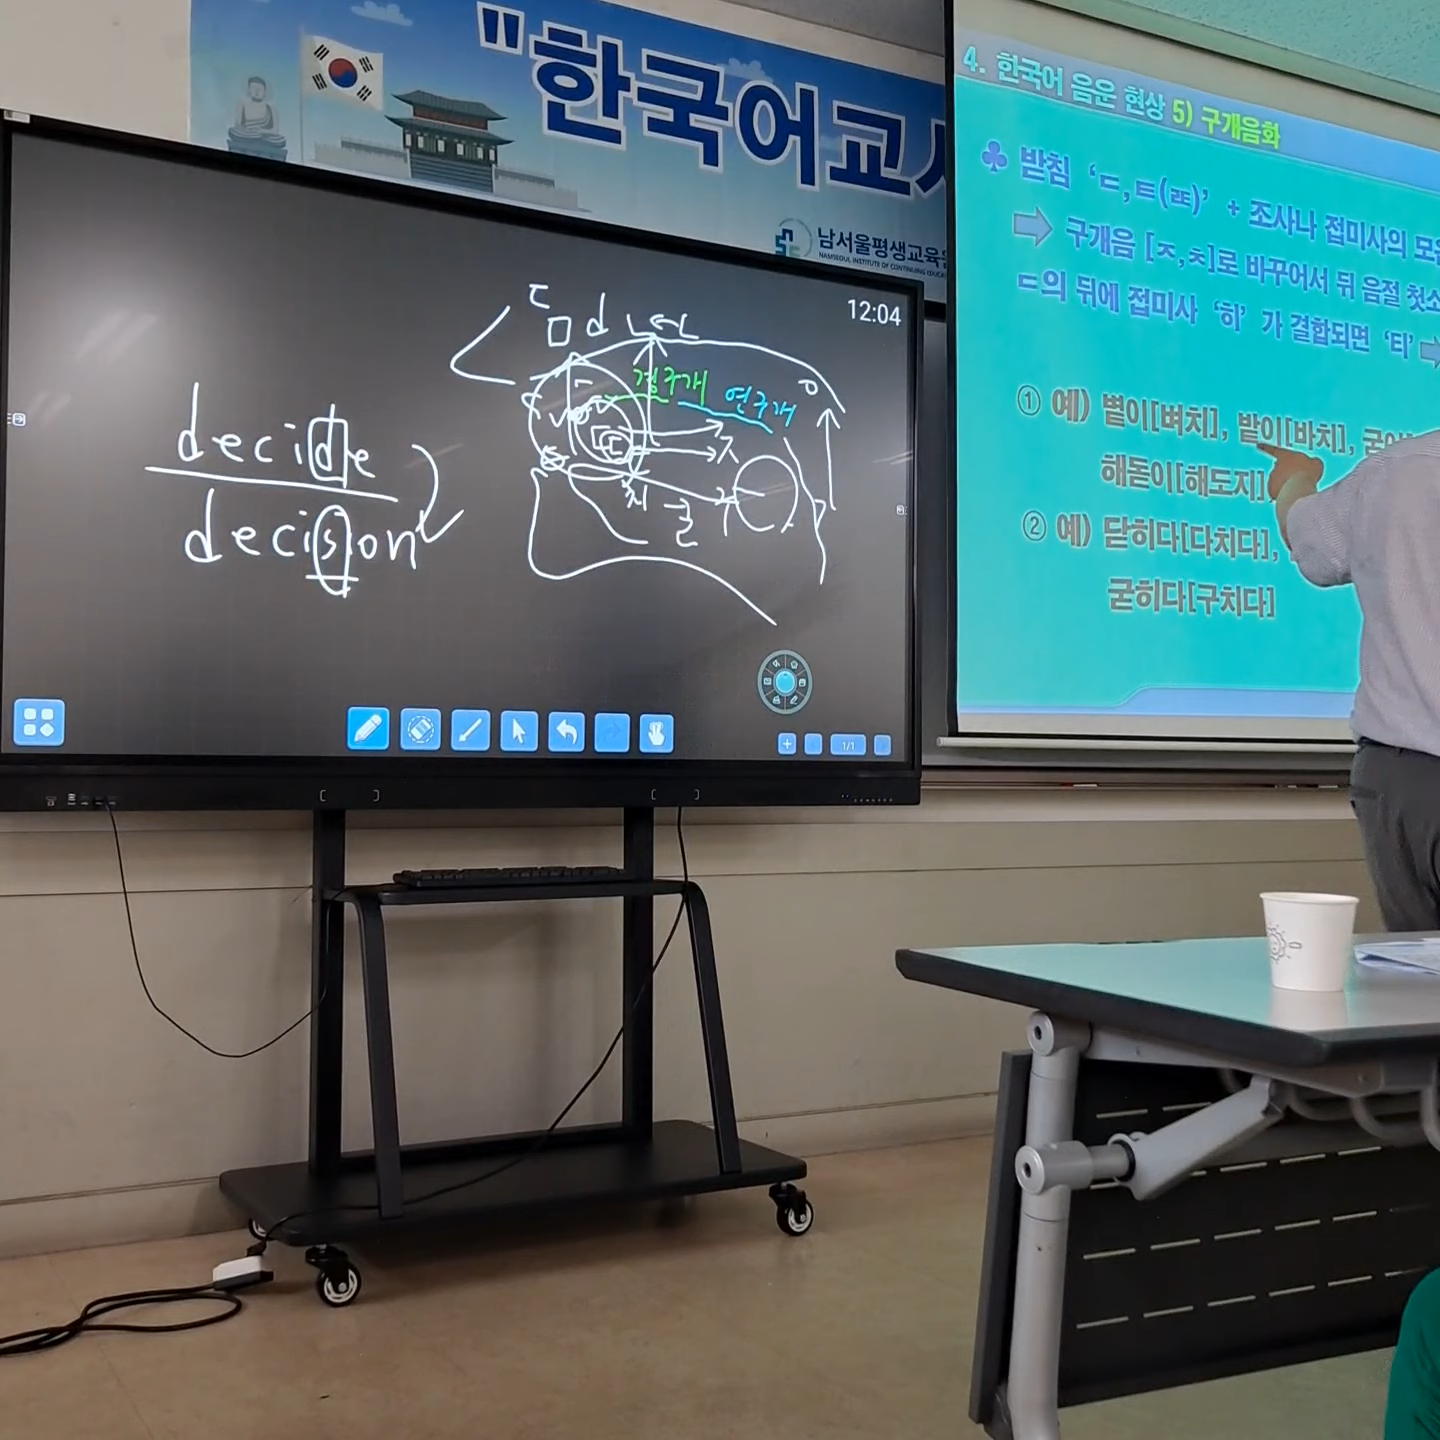 "한국어교사
남서울평생교육원
NAMSEOUL INSTITUTE OF CONTINUING
12:04
ㄷ
d
경구개
연구개
decide
decision
1/1
4. 한국어 음운 현상 5) 구개음화
♣ 받침 ‘ㄷ,ㅌ(ㄾ)’ + 조사나 접미사의 모음
⇨ 구개음 [ㅈ,ㅊ]로 바꾸어서 뒤 음절 첫소
ㄷ의 뒤에 접미사 ‘히’ 가 결합되면 ‘티’ ⇨
① 예) 볕이[벼치], 밭이[바치],
해돋이[해도지]
② 예) 닫히다[다치다],
굳히다[구치다]